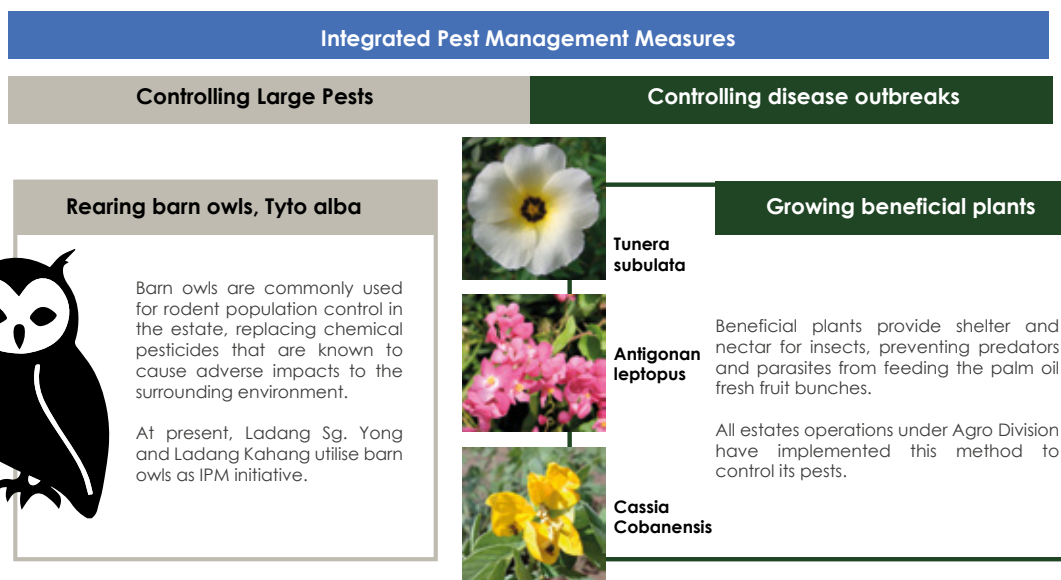 Integrated Pest Management Measures
Controlling Large Pests
Controlling disease outbreaks
Rearing barn owls, Tyto alba
Barn owls are commonly used
for rodent population control in
the estate, replacing chemical
pesticides that are known to
cause adverse impacts to the
surrounding environment.
At present, Ladang Sg. Yong
and Ladang Kahang utilise barn
owls as IPM initiative.
Tunera
subulata
Antigonan
leptopus
Cassia
Cobanensis
Growing beneficial plants
Beneficial plants provide shelter and
nectar for insects, preventing predators
and parasites from feeding the palm oil
fresh fruit bunches.
All estates operations under Agro Division
have implemented this method to
control its pests.